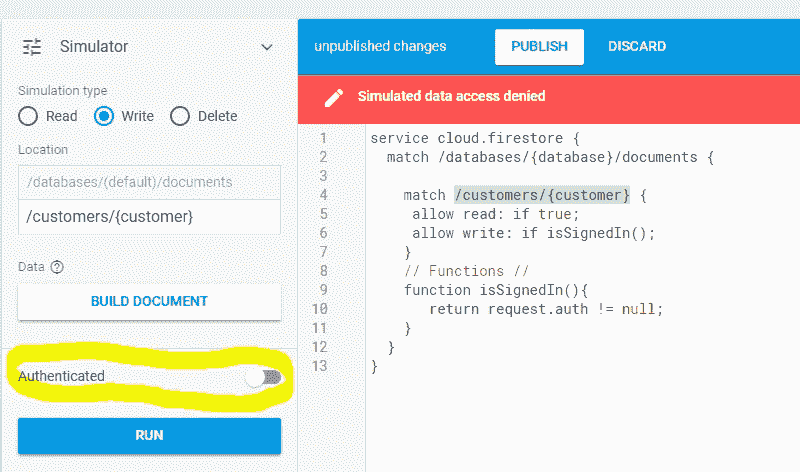 Simulator
Simulation type
Read Write Delete
Location
/databases/(default)/documents
/customers/{customer}
Data ?
BUILD DOCUMENT
Authenticated
RUN
unpublished changes PUBLISH DISCARD
Simulated data access denied
1 service cloud.firestore {
2 match /databases/{database}/documents {
3
4 match /customers/{customer} {
5 allow read: if true;
6 allow write: if isSignedIn();
7 }
8 // Functions //
9 function isSignedIn(){
10 return request.auth != null;
11 }
12 }
13 }